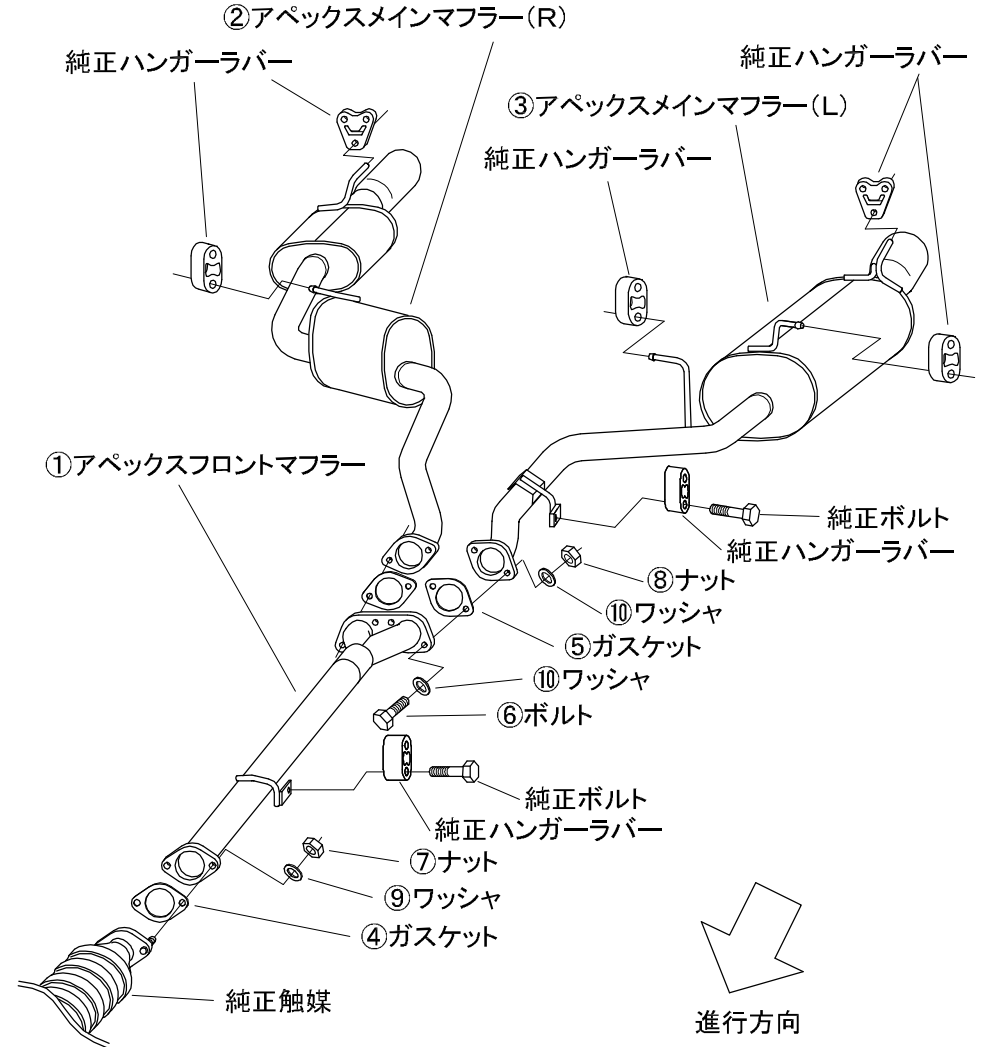 ②アペックスメインマフラー（R）
純正ハンガーラバー
純正ハンガーラバー
③アペックスメインマフラー（L）
純正ハンガーラバー
①アペックスフロントマフラー
純正ボルト
純正ハンガーラバー
⑧ナット
⑩ワッシャ
⑤ガスケット
⑩ワッシャ
⑥ボルト
純正ボルト
純正ハンガーラバー
⑦ナット
⑨ワッシャ
④ガスケット
純正触媒
進行方向